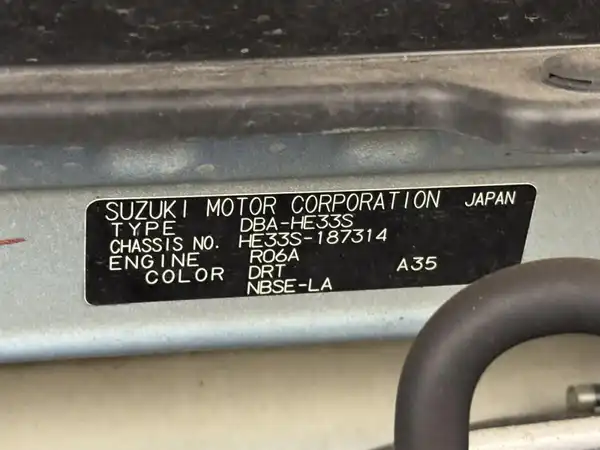 SUZUKI MOTOR CORPORATION JAPAN
TYPE DBA-HE33S
CHASSIS NO. HE33S-187314
ENGINE R06A
COLOR DRT A35
NBSE-LA